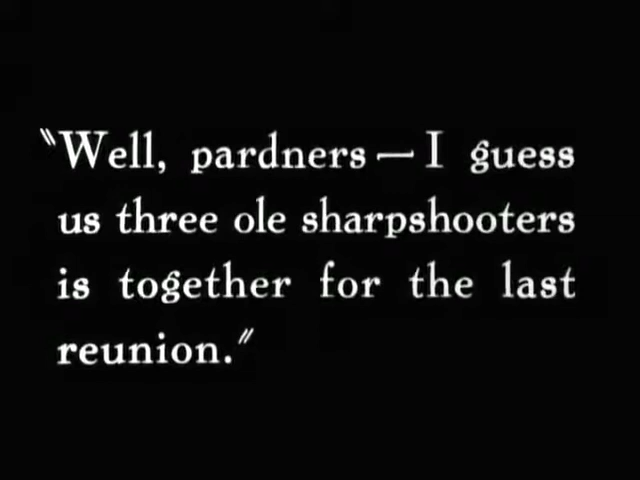 "Well, pardners—I guess
us three ole sharpshooters
is together for the last
reunion."